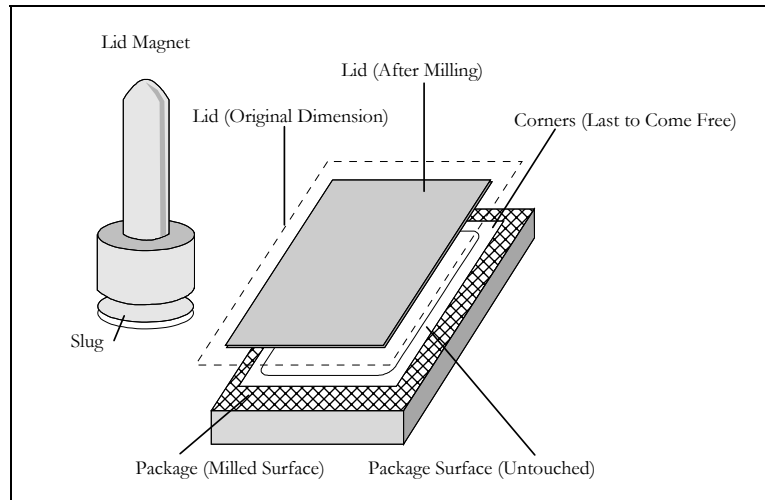 Lid Magnet
Lid (After Milling)
Lid (Original Dimension)
Corners (Last to Come Free)
Slug
Package (Milled Surface)
Package Surface (Untouched)